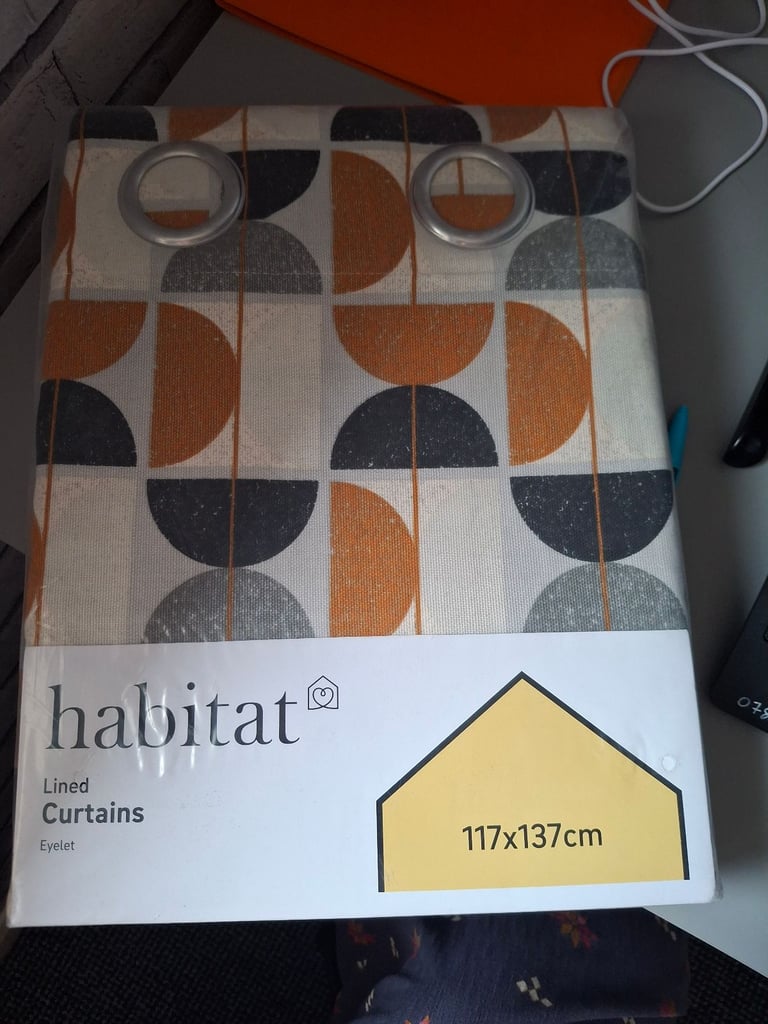 habitat
Lined
Curtains
Eyelet
117x137cm